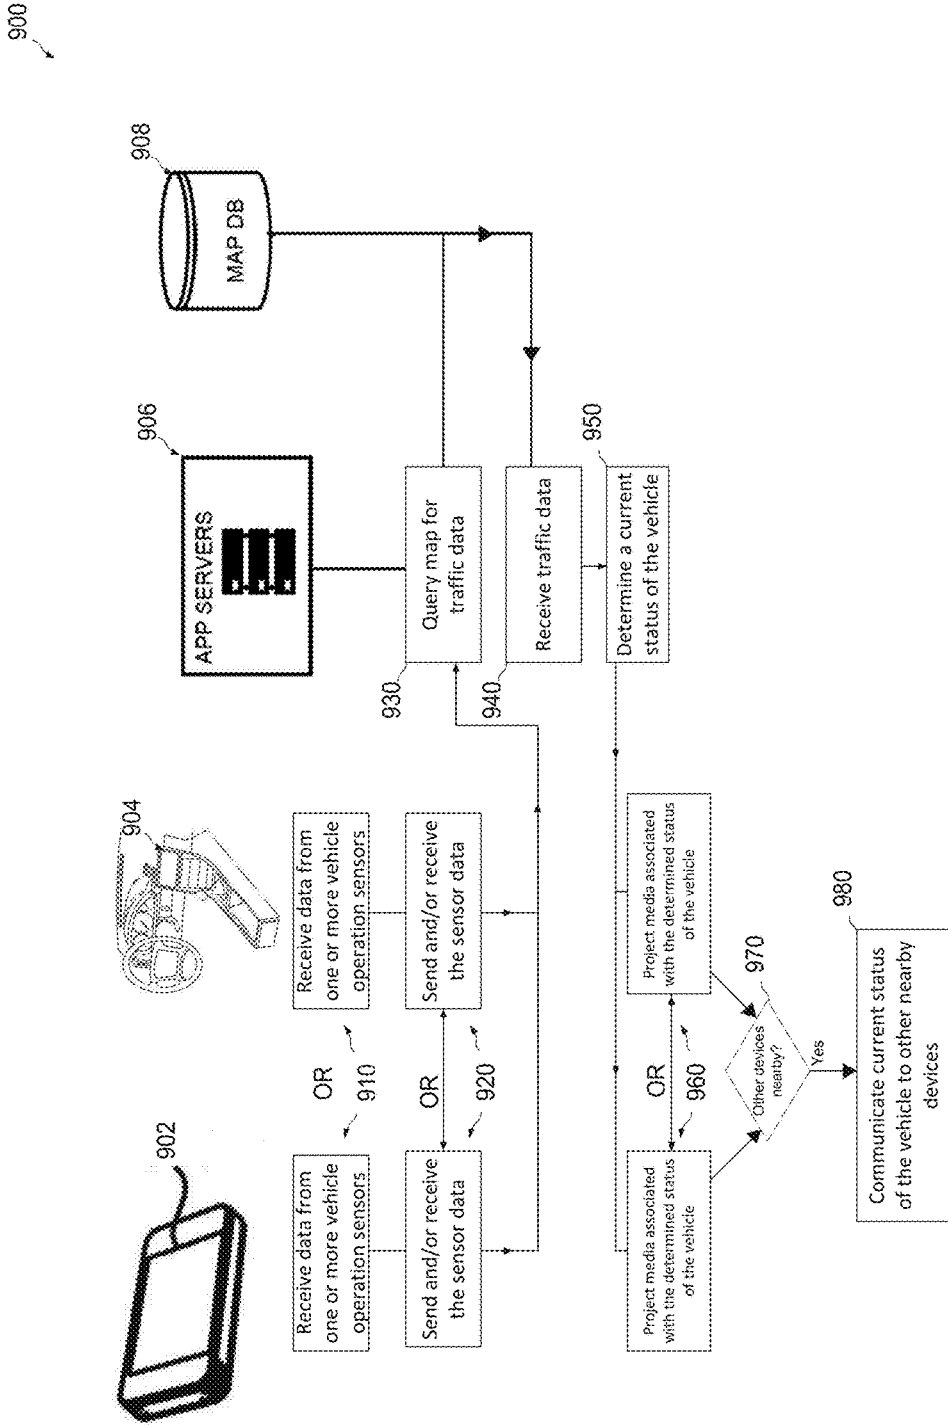 900
902
904
906
908
APP SERVERS
MAP DB
Receive data from
one or more vehicle
operation sensors
OR
910
Receive data from
one or more vehicle
operation sensors
Send and/or receive
the sensor data
OR
920
Send and/or receive
the sensor data
930
Query map for
traffic data
940
Receive traffic data
950
Determine a current
status of the vehicle
Project media associated
with the determined status
of the vehicle
OR
960
Project media associated
with the determined status
of the vehicle
970
Other devices
nearby?
Yes
980
Communicate current status
of the vehicle to other nearby
devices